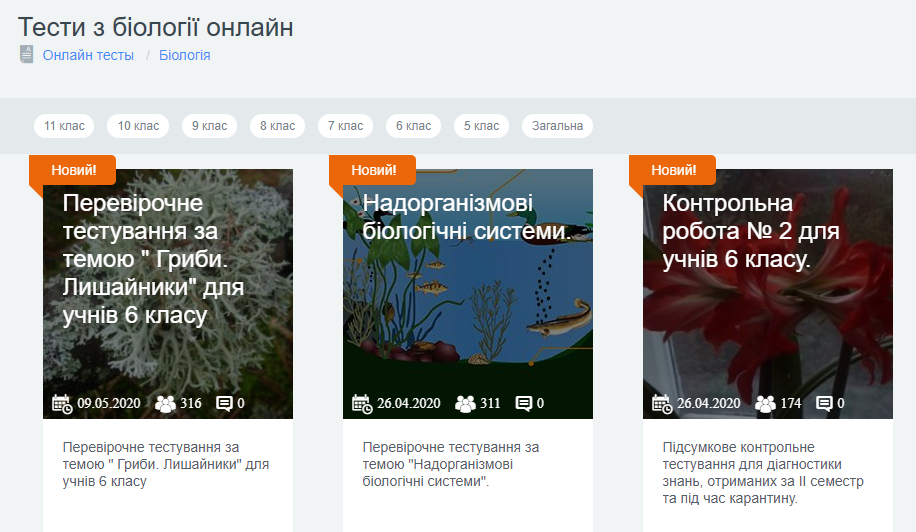 Тести з біології онлайн
Онлайн тесты / Біологія
11 клас 10 клас 9 клас 8 клас 7 клас 6 клас 5 клас Загальна
Новий!
Перевірочне
тестування за
темою " Гриби.
Лишайники" для
учнів 6 класу
09.05.2020 316 0
Перевірочне тестування за
темою " Гриби. Лишайники" для
учнів 6 класу
Новий!
Надорганізмові
біологічні системи.
26.04.2020 311 0
Перевірочне тестування за
темою "Надорганізмові
біологічні системи".
Новий!
Контрольна
робота № 2 для
учнів 6 класу.
26.04.2020 174 0
Підсумкове контрольне
тестування для діагностики
знань, отриманих за ІІ семестр
та під час карантину.